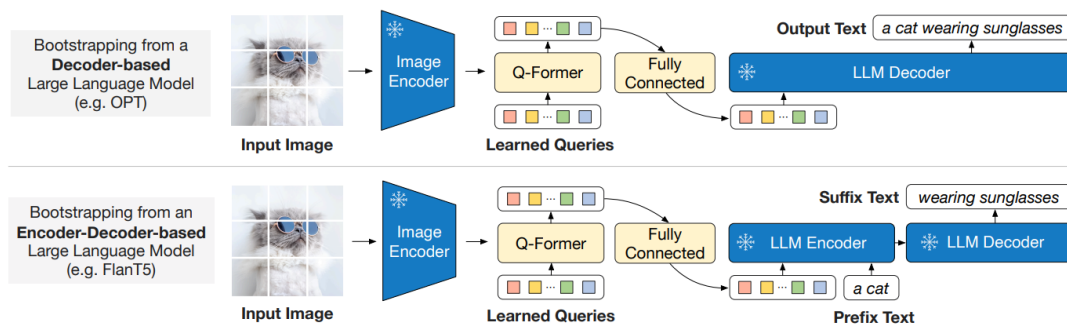 Bootstrapping from a
Decoder-based
Large Language Model
(e.g. OPT)
Input Image
Image
Encoder
Q-Former
Learned Queries
Fully
Connected
Output Text
a cat wearing sunglasses
LLM Decoder
Bootstrapping from an
Encoder-Decoder-based
Large Language Model
(e.g. FlanT5)
Input Image
Image
Encoder
Q-Former
Learned Queries
Fully
Connected
Suffix Text
wearing sunglasses
LLM Encoder
LLM Decoder
a cat
Prefix Text